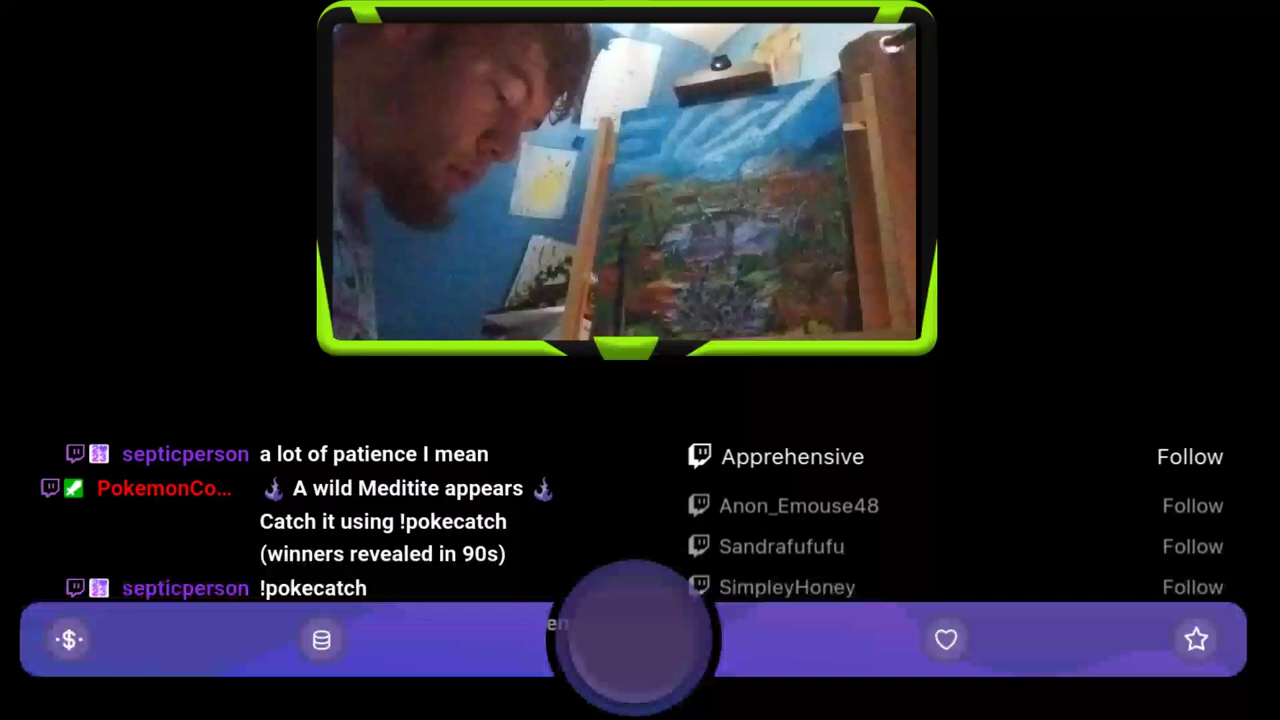 septicperson a lot of patience I mean
PokemonCo... A wild Meditite appears
Catch it using !pokecatch
(winners revealed in 90s)
septicperson !pokecatch
en
Apprehensive Follow
Anon_Emouse48 Follow
Sandrafufufu Follow
SimpleyHoney Follow